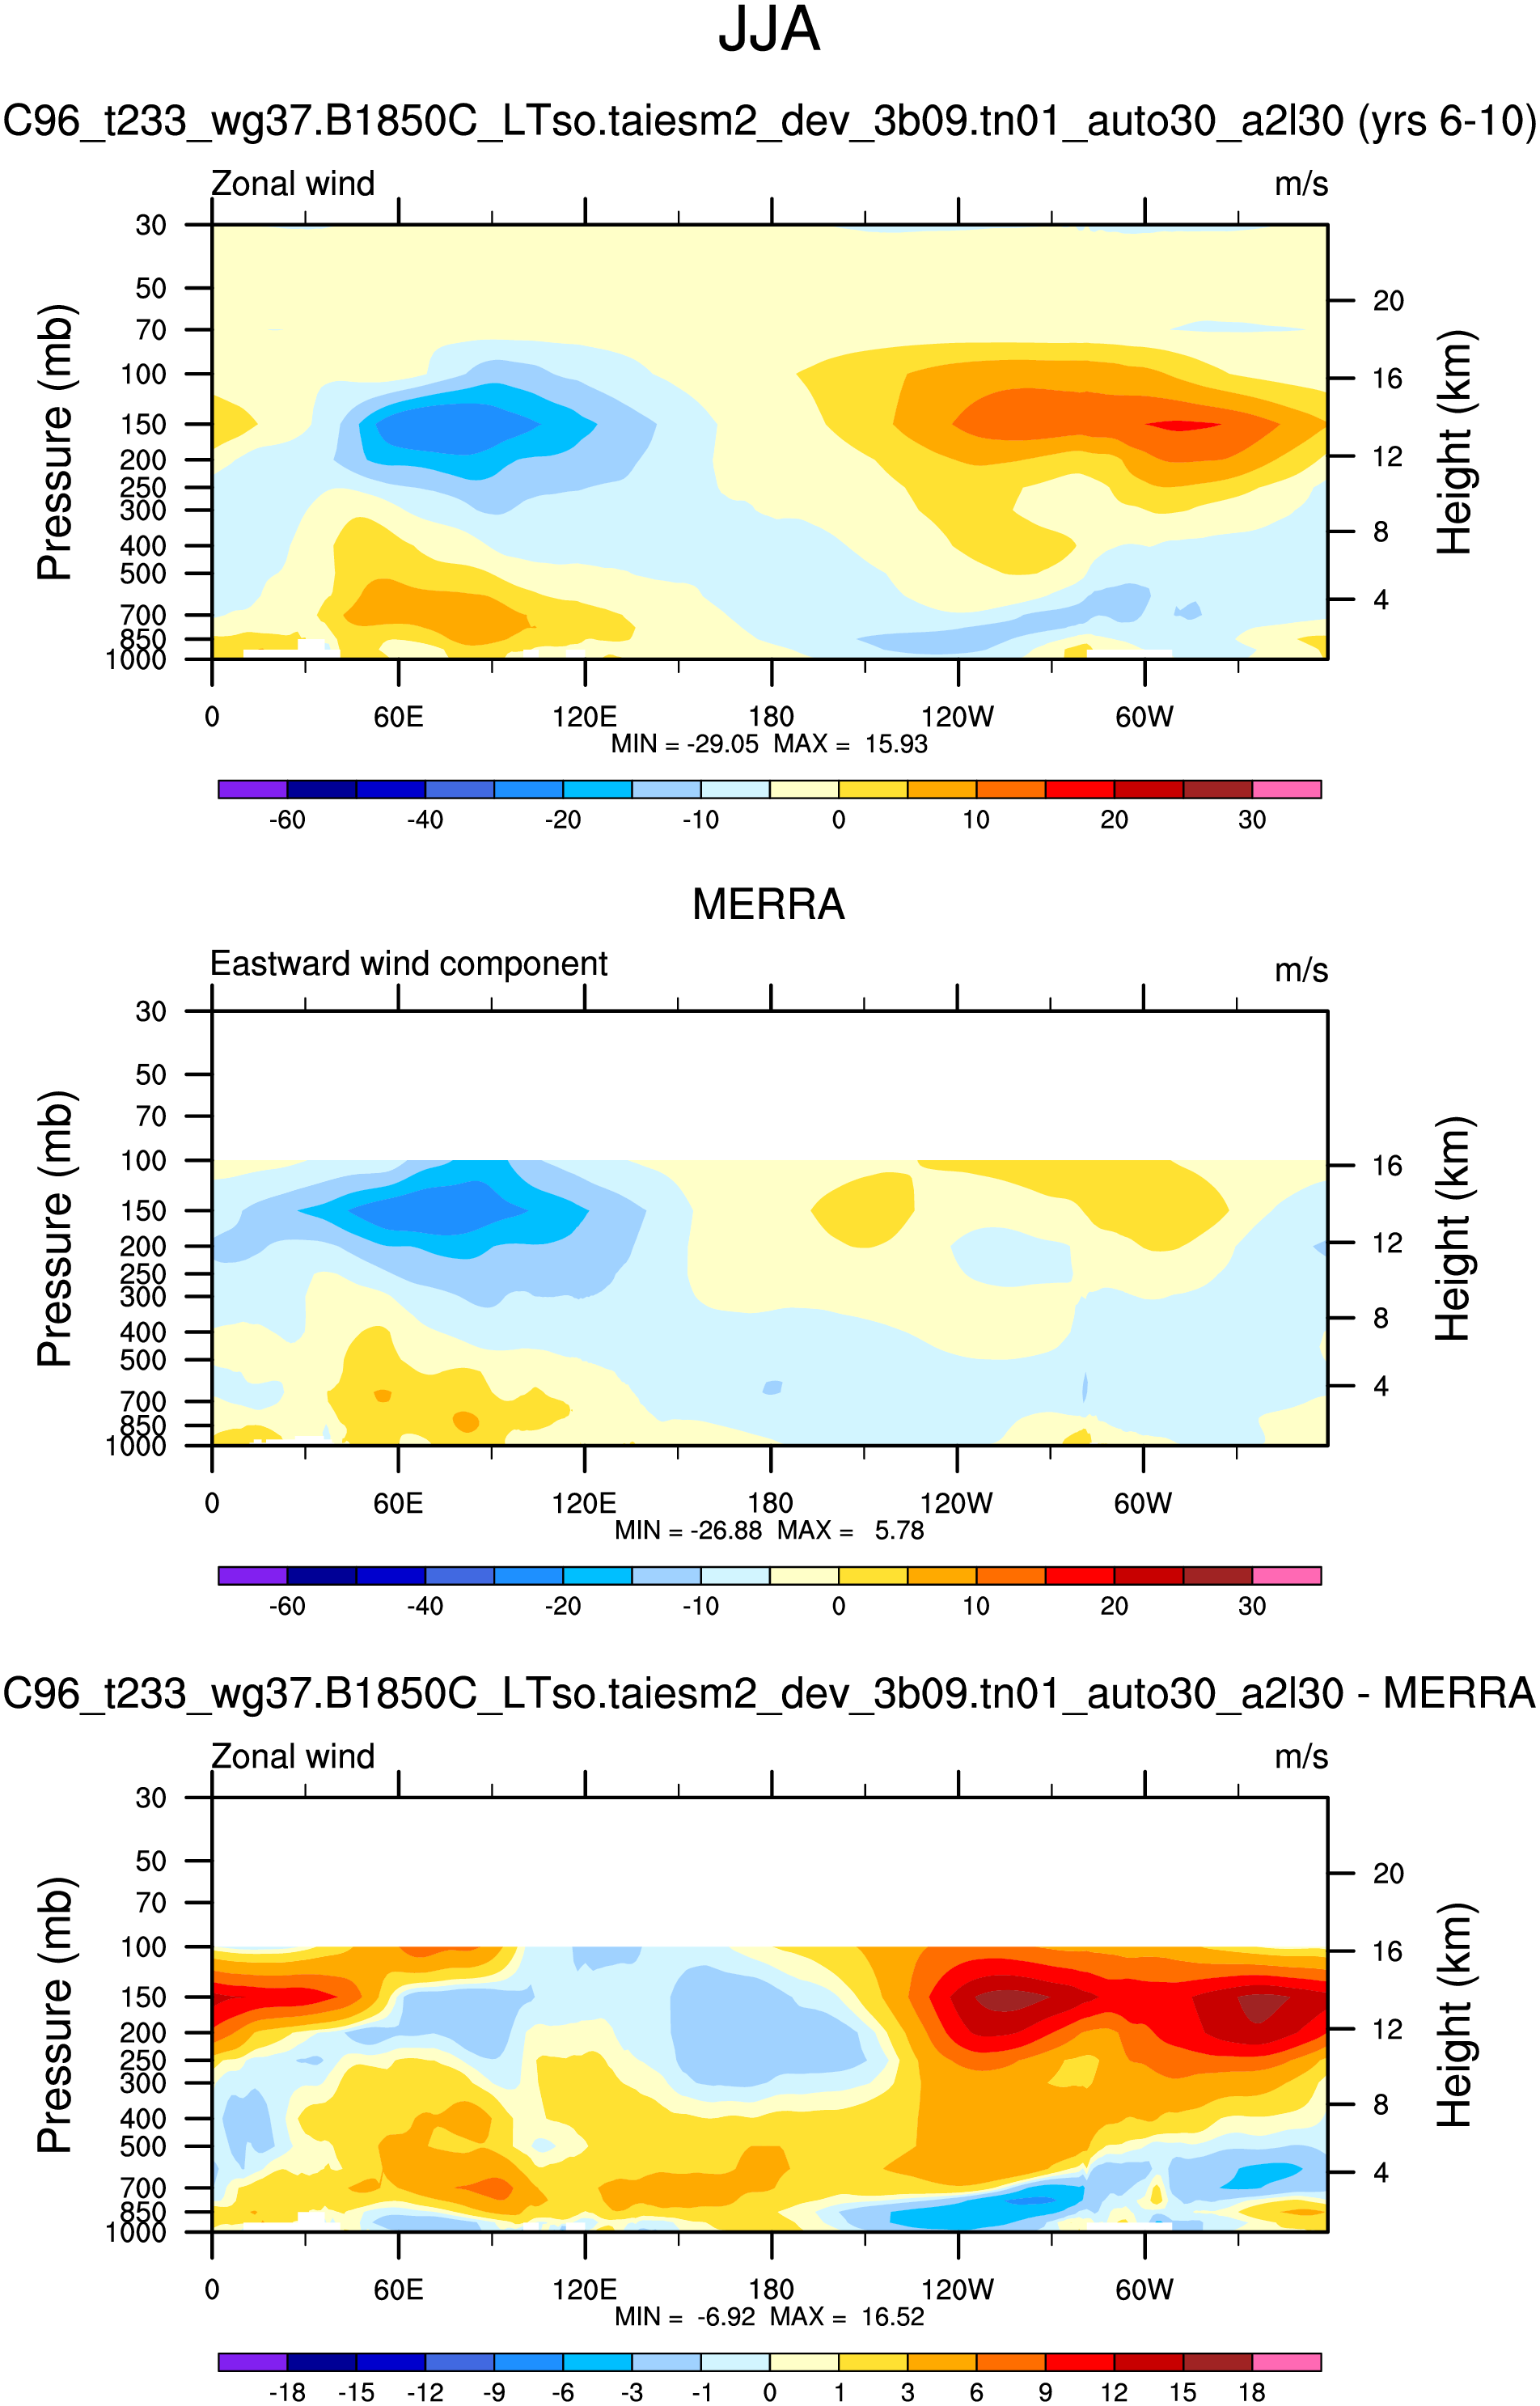 JJA
C96_t233_wg37.B1850C_LTso.taiesm2_dev_3b09.tn01_auto30_a2l30 (yrs 6-10)
Zonal wind m/s
30
50
70
100
150
200
250
300
400
500
700
850
1000
Pressure (mb)
20
16
12
8
4
Height (km)
0 60E 120E 180 120W 60W
MIN = -29.05 MAX = 15.93
-60 -40 -20 -10 0 10 20 30
MERRA
Eastward wind component m/s
30
50
70
100
150
200
250
300
400
500
700
850
1000
Pressure (mb)
16
12
8
4
Height (km)
0 60E 120E 180 120W 60W
MIN = -26.88 MAX = 5.78
-60 -40 -20 -10 0 10 20 30
C96_t233_wg37.B1850C_LTso.taiesm2_dev_3b09.tn01_auto30_a2l30 - MERRA
Zonal wind m/s
30
50
70
100
150
200
250
300
400
500
700
850
1000
Pressure (mb)
20
16
12
8
4
Height (km)
0 60E 120E 180 120W 60W
MIN = -6.92 MAX = 16.52
-18 -15 -12 -9 -6 -3 -1 0 1 3 6 9 12 15 18